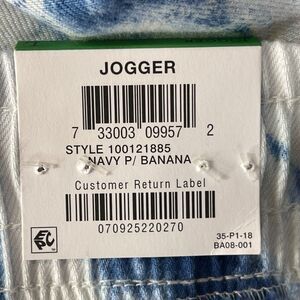 JOGGER
7 33003 09957 2
STYLE 100121885
NAVY P/ BANANA
Customer Return Label
070925220270
35-P1-18
BA08-001